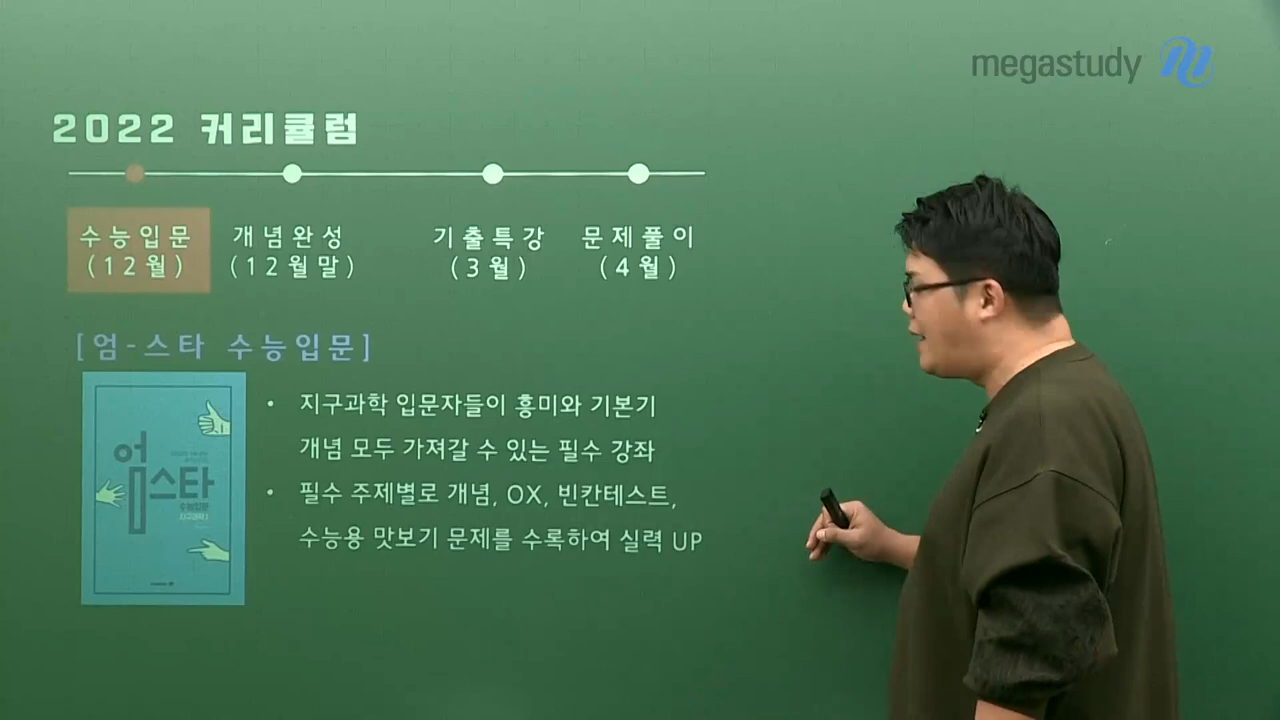 megastudy
2022 커리큘럼
수능입문 개념완성 기출특강 문제풀이
(12월) (12월말) (3월) (4월)
[엄-스타 수능입문]
지구과학 입문자들이 흥미와 기본기
개념 모두 가져갈 수 있는 필수 강좌
필수 주제별로 개념, OX, 빈칸테스트,
수능용 맛보기 문제를 수록하여 실력 UP
엄스타
수능입문